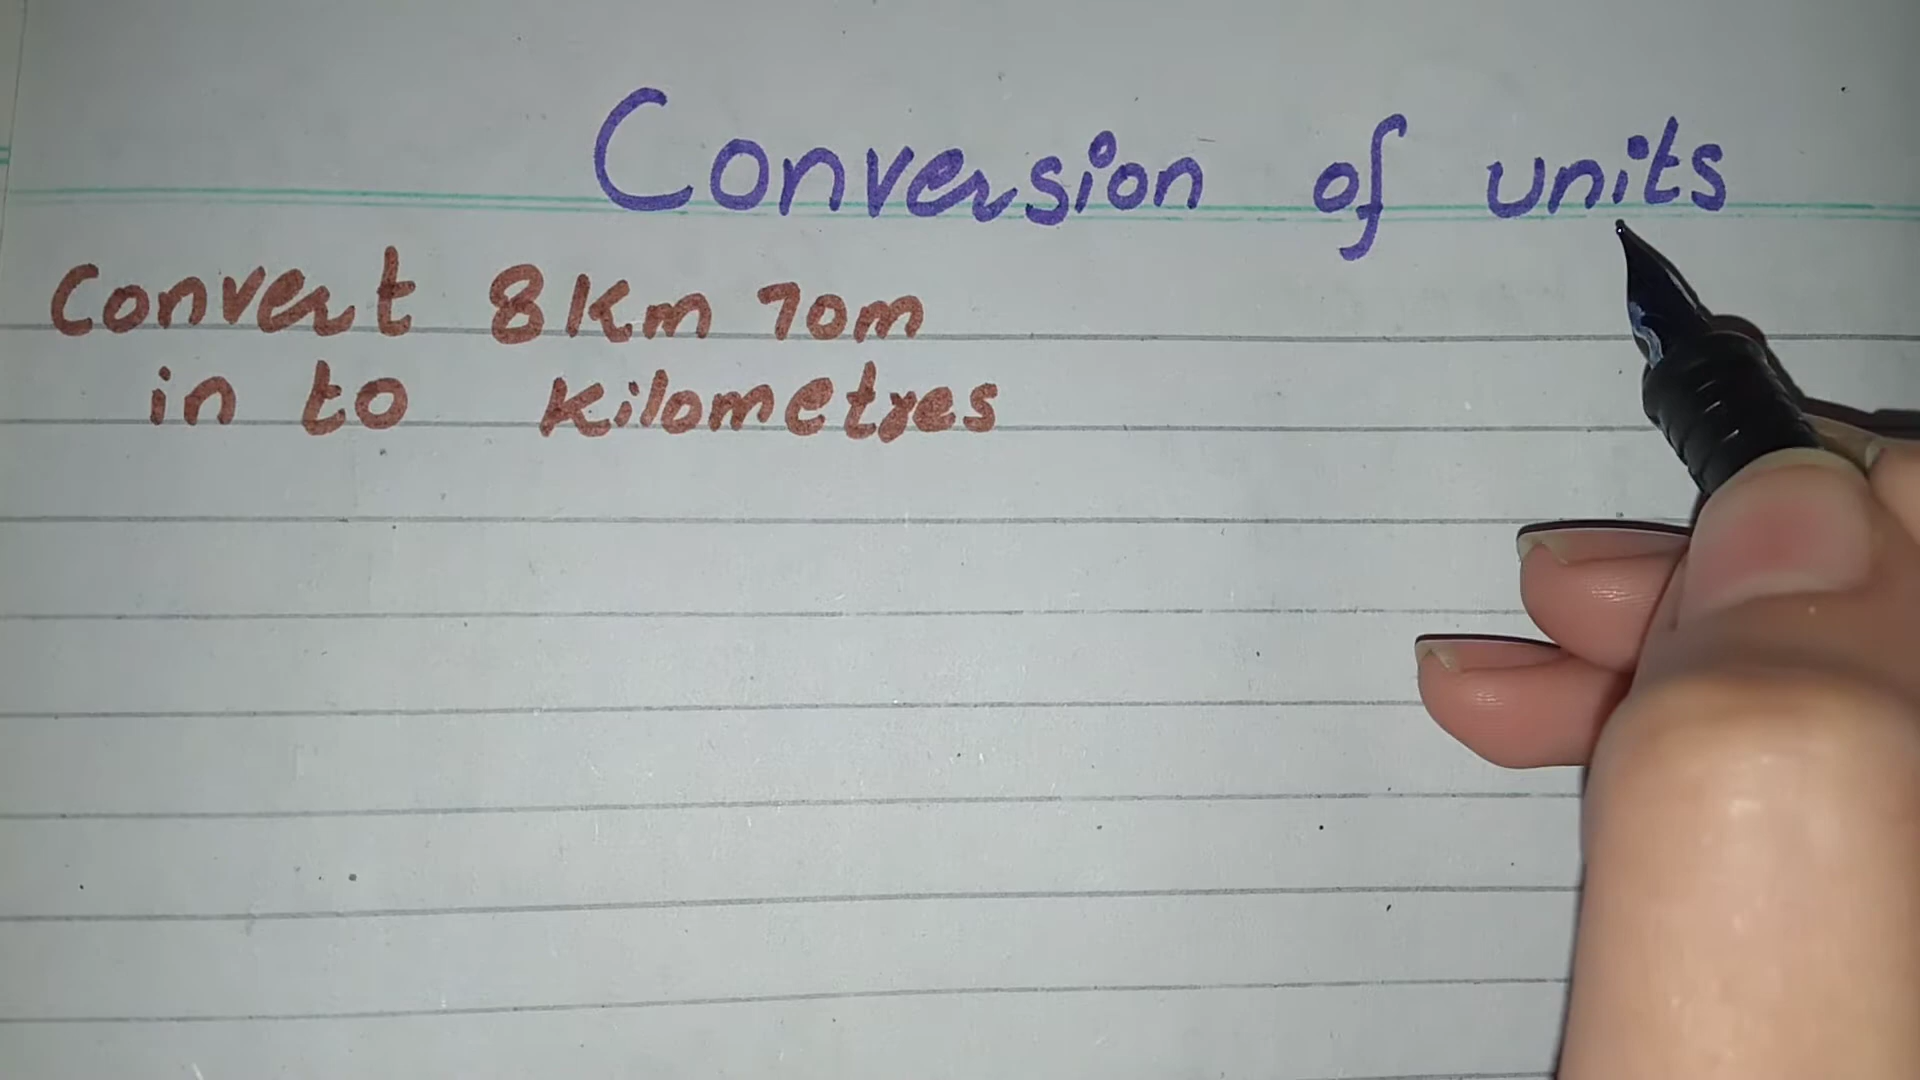 Conversion of units
Convert 8Km 70m
in to kilometres